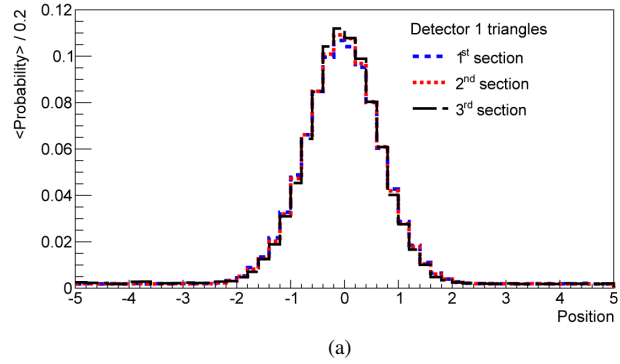 <Probability> / 0.2
0.12
0.1
0.08
0.06
0.04
0.02
0
Detector 1 triangles
1st section
2nd section
3rd section
-5 -4 -3 -2 -1 0 1 2 3 4 5
Position
(a)